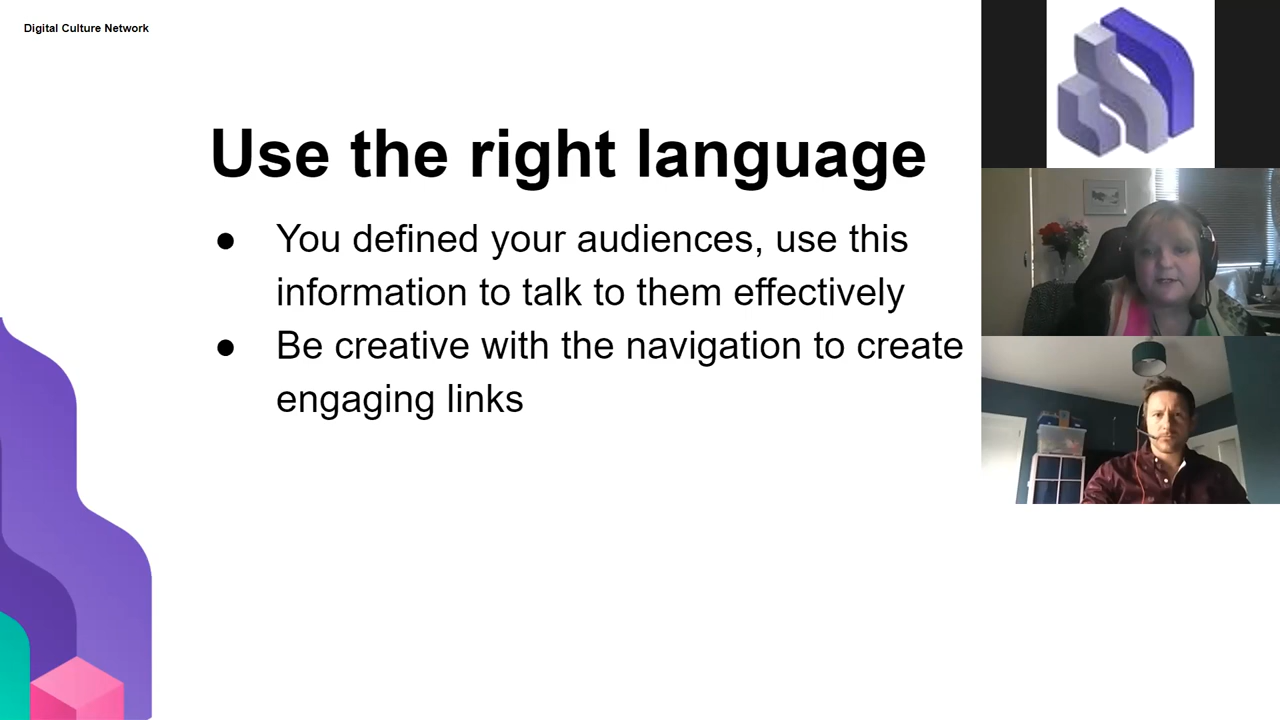 Digital Culture Network
Use the right language
● You defined your audiences, use this
information to talk to them effectively
● Be creative with the navigation to create
engaging links